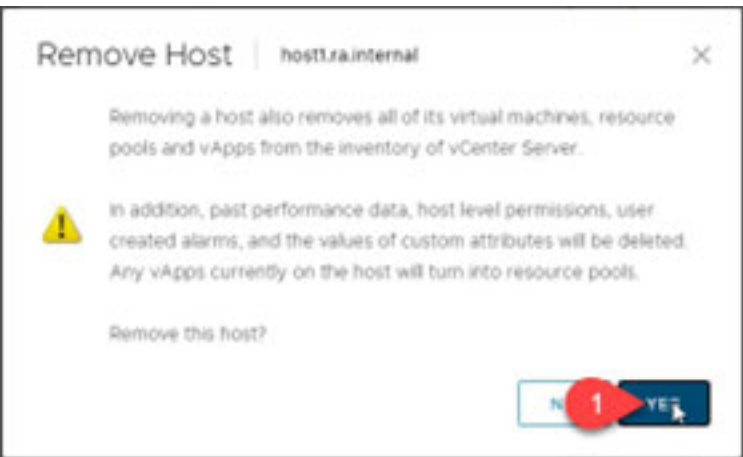 Remove Host host1.ra.internal
Removing a host also removes all of its virtual machines, resource
pools and vApps from the inventory of vCenter Server.
In addition, past performance data, host level permissions, user
created alarms, and the values of custom attributes will be deleted.
Any vApps currently on the host will turn into resource pools.
Remove this host?
1 YES